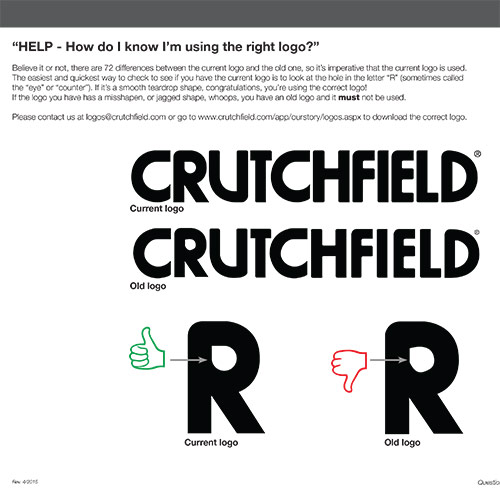 “HELP - How do I know I’m using the right logo?”
Believe it or not, there are 72 differences between the current logo and the old one, so it’s imperative that the current logo is used.
The easiest and quickest way to check to see if you have the current logo is to look at the hole in the letter “R” (sometimes called
the “eye” or “counter”). If it’s a smooth teardrop shape, congratulations, you’re using the correct logo!
If the logo you have has a misshapen, or jagged shape, whoops, you have an old logo and it must not be used.
Please contact us at logos@crutchfield.com or go to www.crutchfield.com/app/ourstory/logos.aspx to download the correct logo.
CRUTCHFIELD®
Current logo
CRUTCHFIELD®
Old logo
R R
Current logo Old logo
Rev. 4/2015